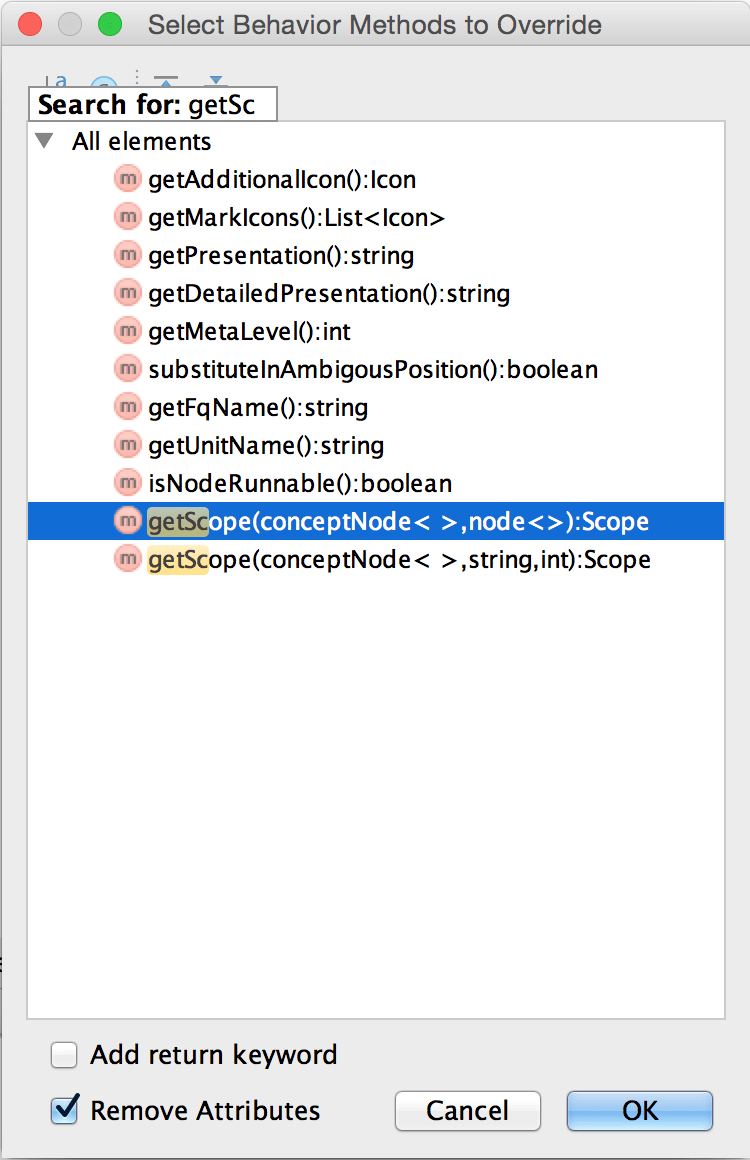 Select Behavior Methods to Override
Search for: getSc
All elements
m getAdditionalIcon():Icon
m getMarkIcons():List<Icon>
m getPresentation():string
m getDetailedPresentation():string
m getMetaLevel():int
m substituteInAmbigousPosition():boolean
m getFqName():string
m getUnitName():string
m isNodeRunnable():boolean
m getScope(conceptNode< >,node<>):Scope
m getScope(conceptNode< >,string,int):Scope
Add return keyword
Remove Attributes
Cancel
OK